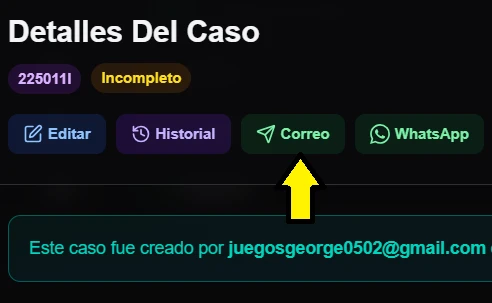 Detalles Del Caso
225011I Incompleto
Editar Historial Correo WhatsApp
Este caso fue creado por juegosgeorge0502@gmail.com